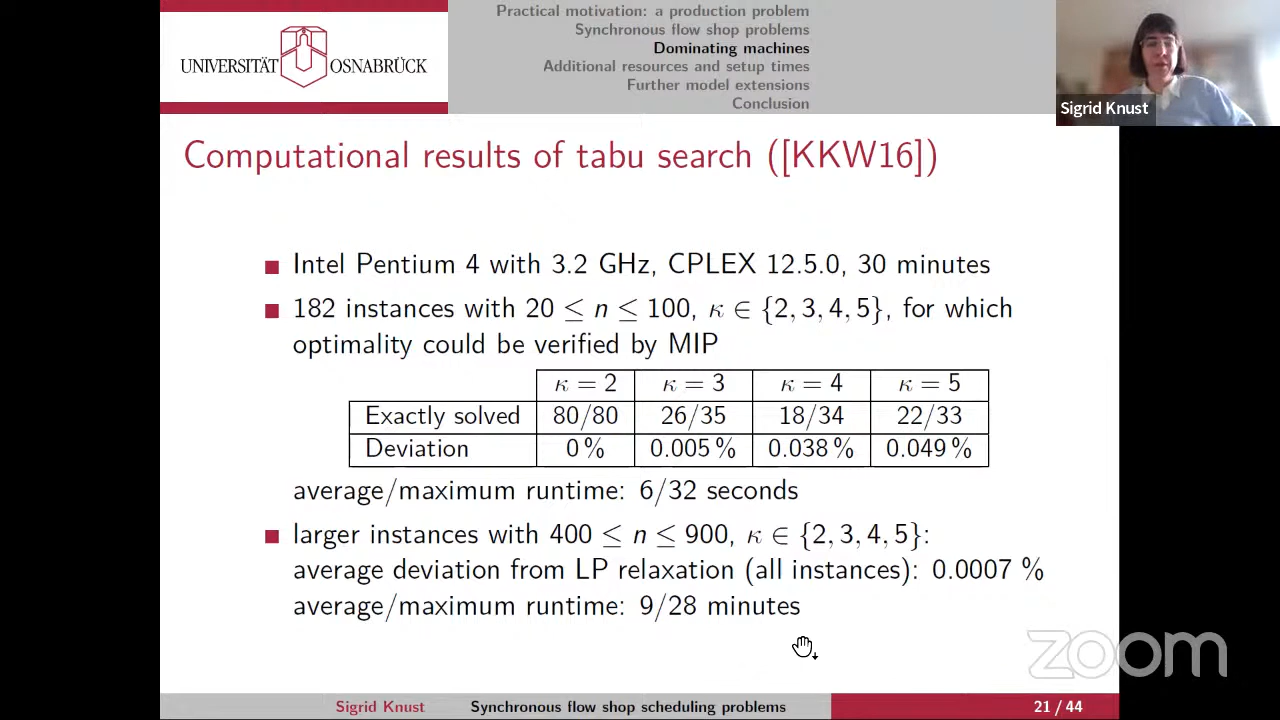 UNIVERSITÄT OSNABRÜCK
Practical motivation: a production problem
Synchronous flow shop problems
Dominating machines
Additional resources and setup times
Further model extensions
Conclusion
Sigrid Knust
Computational results of tabu search ([KKW16])
Intel Pentium 4 with 3.2 GHz, CPLEX 12.5.0, 30 minutes
182 instances with 20 ≤ n ≤ 100, κ ∈ {2, 3, 4, 5}, for which
optimality could be verified by MIP
κ = 2 κ = 3 κ = 4 κ = 5
Exactly solved 80/80 26/35 18/34 22/33
Deviation 0 % 0.005 % 0.038 % 0.049 %
average/maximum runtime: 6/32 seconds
larger instances with 400 ≤ n ≤ 900, κ ∈ {2, 3, 4, 5}:
average deviation from LP relaxation (all instances): 0.0007 %
average/maximum runtime: 9/28 minutes
zoom
Sigrid Knust Synchronous flow shop scheduling problems 21 / 44